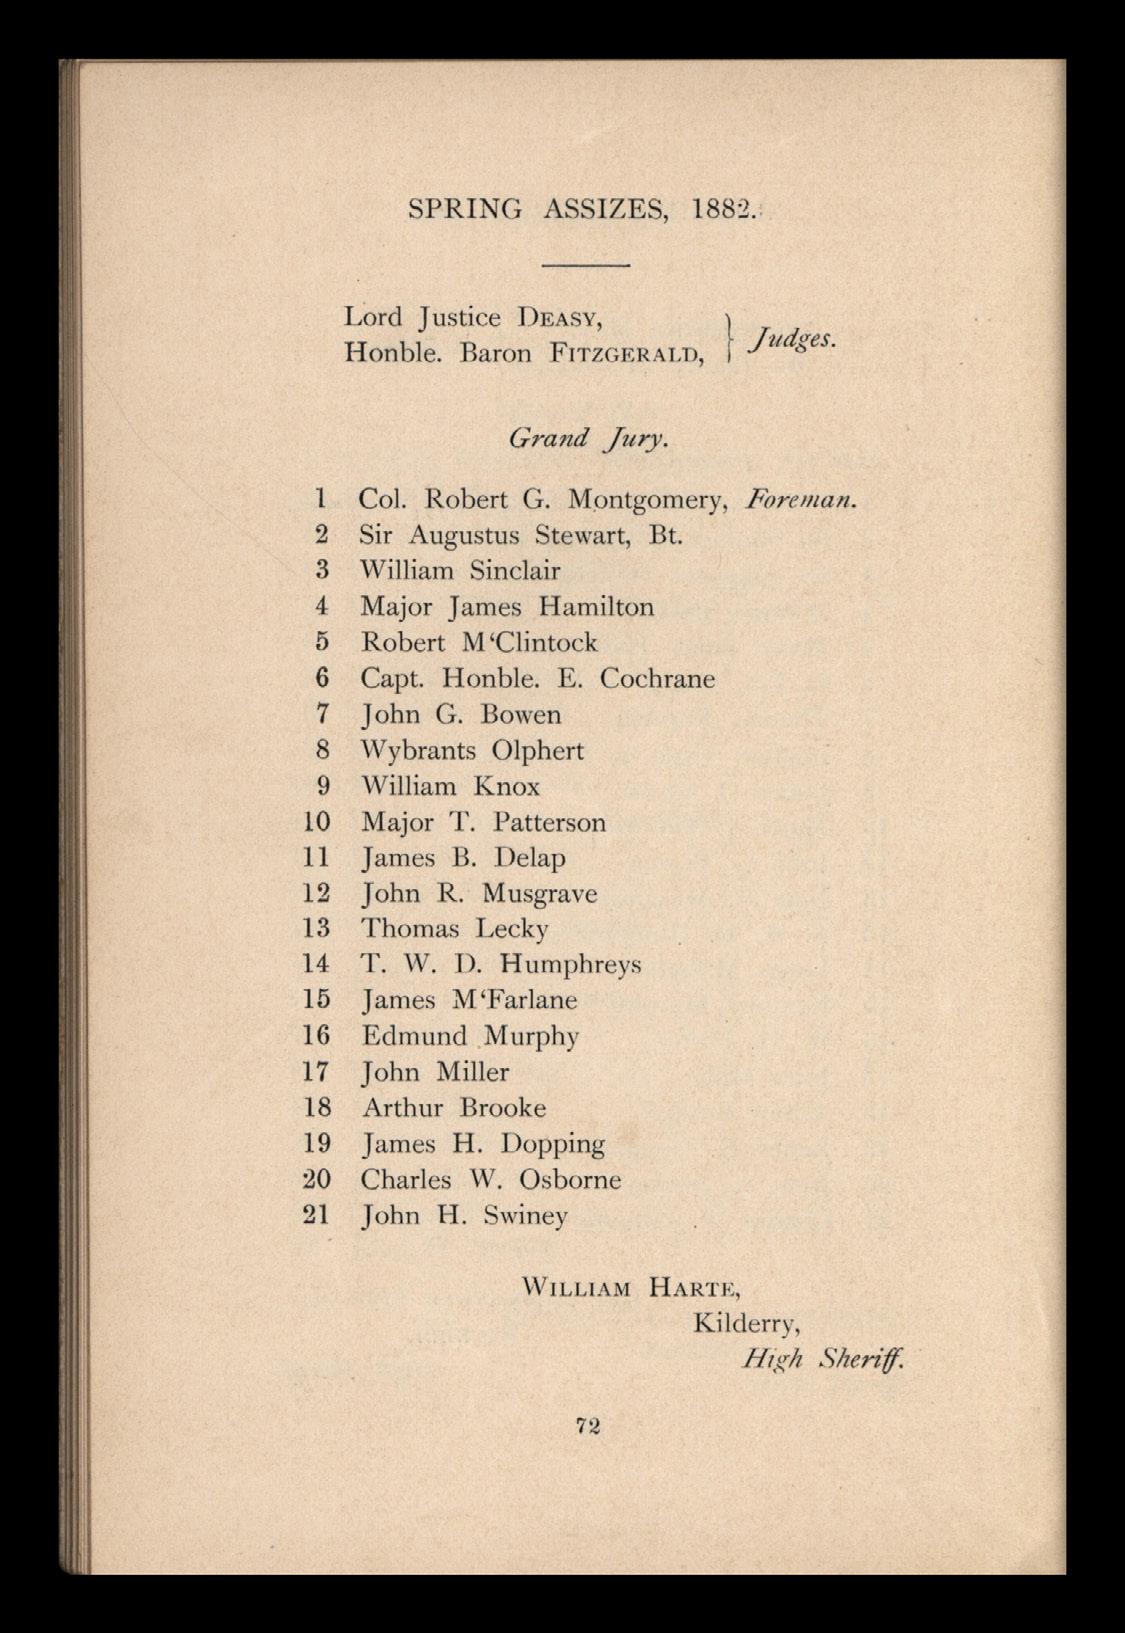 SPRING ASSIZES, 1882.
Lord Justice DEASY,
Honble. Baron FITZGERALD, } Judges.
Grand Jury.
1 Col. Robert G. Montgomery, Foreman.
2 Sir Augustus Stewart, Bt.
3 William Sinclair
4 Major James Hamilton
5 Robert M‘Clintock
6 Capt. Honble. E. Cochrane
7 John G. Bowen
8 Wybrants Olphert
9 William Knox
10 Major T. Patterson
11 James B. Delap
12 John R. Musgrave
13 Thomas Lecky
14 T. W. D. Humphreys
15 James M‘Farlane
16 Edmund Murphy
17 John Miller
18 Arthur Brooke
19 James H. Dopping
20 Charles W. Osborne
21 John H. Swiney
WILLIAM HARTE,
Kilderry,
High Sheriff.
72